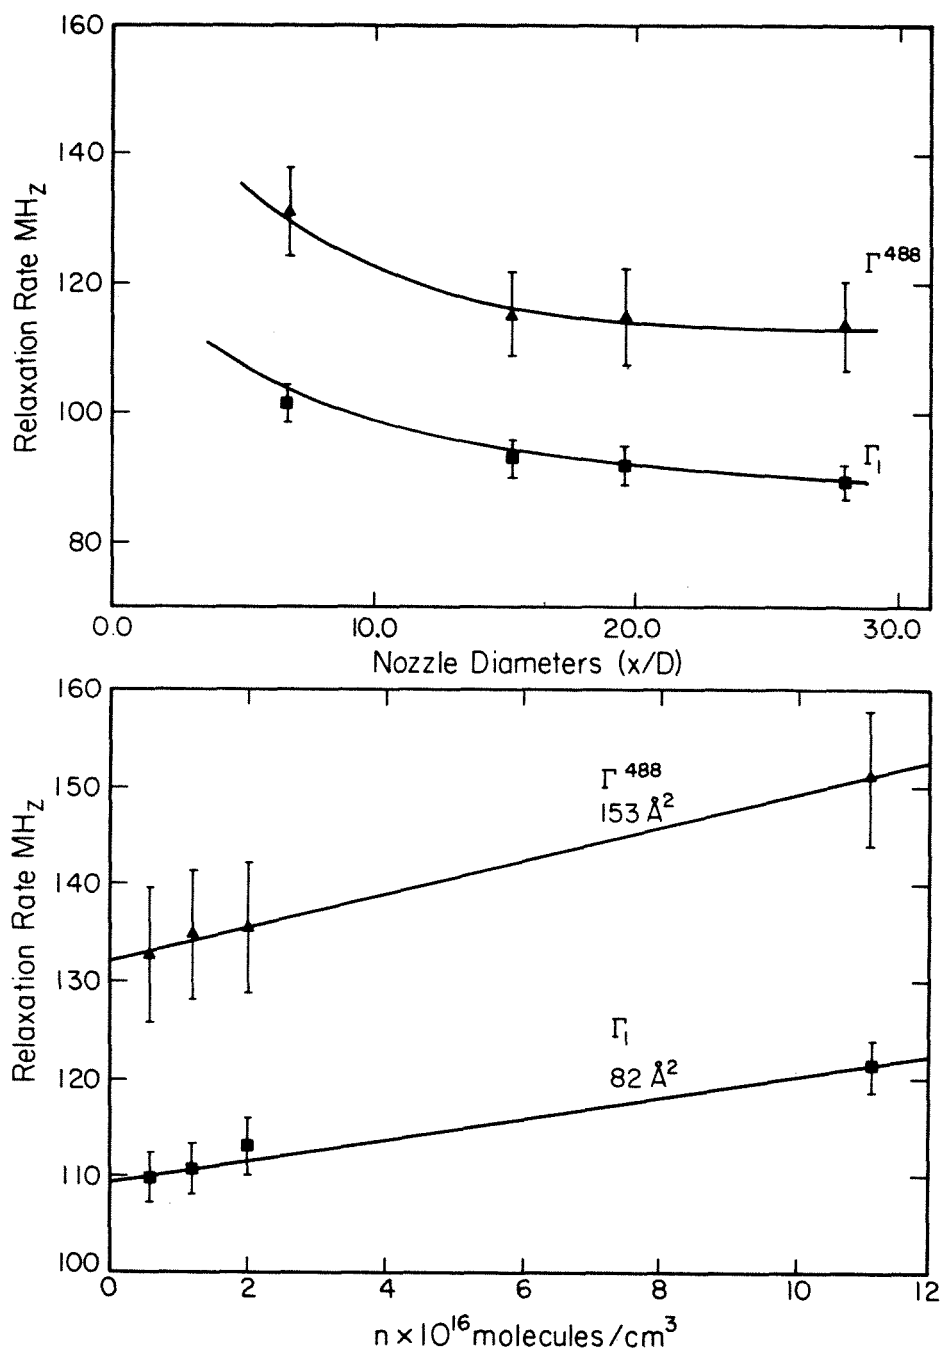 160
140
120
100
80
Relaxation Rate MHz
Γ⁴⁸⁸
Γ₁
0.0 10.0 20.0 30.0
Nozzle Diameters (x/D)
160
150
140
130
120
110
100
Relaxation Rate MHz
Γ⁴⁸⁸
153 Å²
Γ₁
82 Å²
0 2 4 6 8 10 12
n × 10¹⁶ molecules/cm³